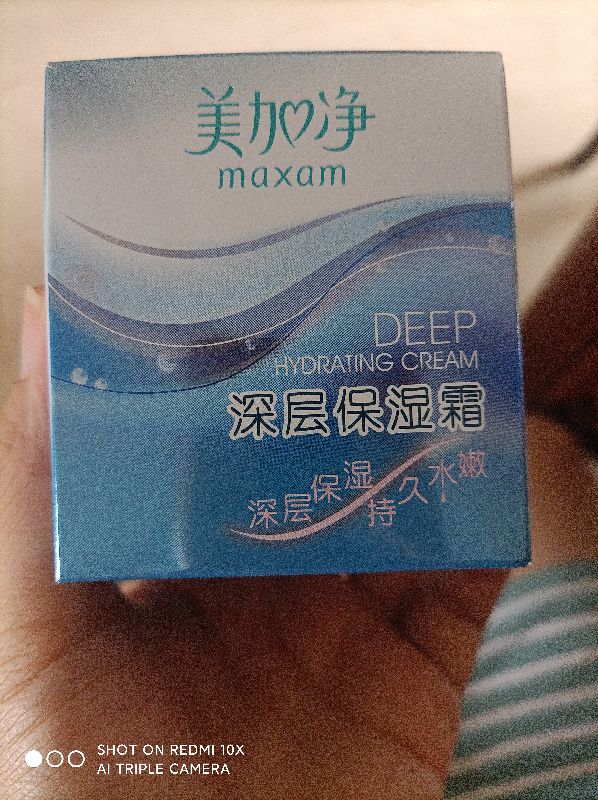 美加净
maxam
DEEP
HYDRATING CREAM
深层保湿霜
深层保湿持久水嫩
SHOT ON REDMI 10X
AI TRIPLE CAMERA